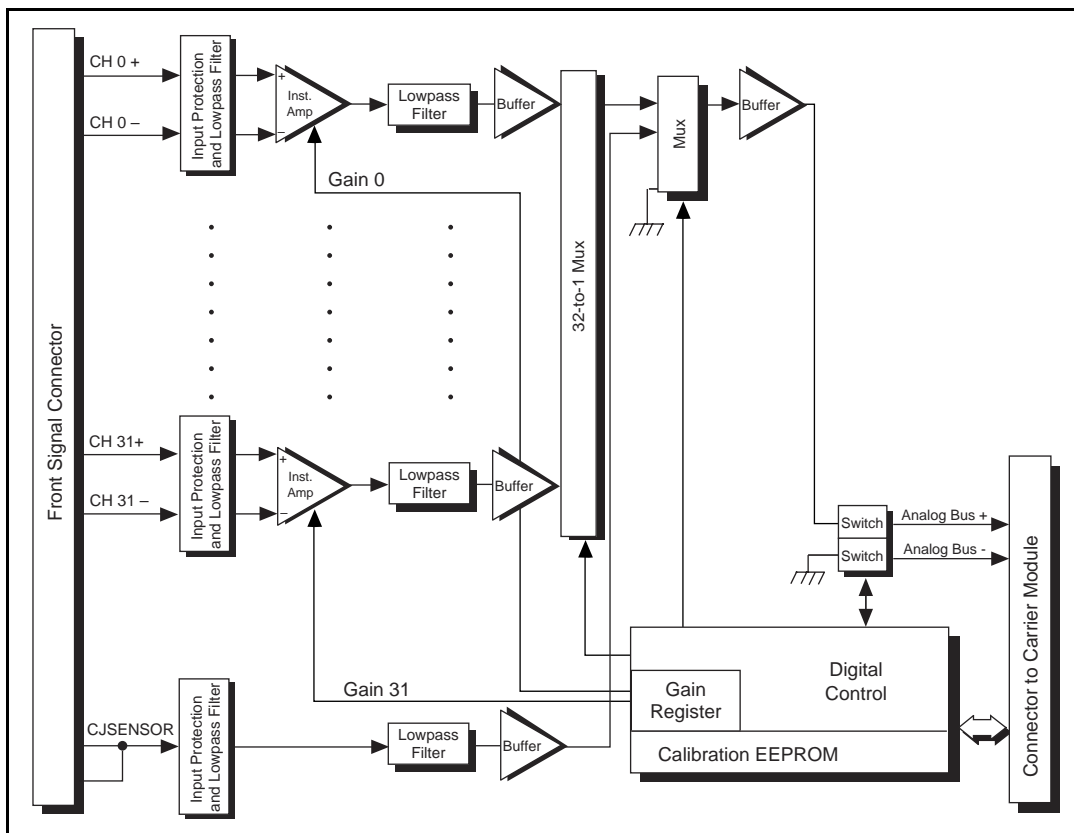 Front Signal Connector
CH 0 +
CH 0 –
Input Protection
and Lowpass Filter
+
–
Inst.
Amp
Lowpass
Filter
Buffer
Gain 0
32-to-1 Mux
Mux
Buffer
CH 31+
CH 31 –
Input Protection
and Lowpass Filter
+
–
Inst.
Amp
Lowpass
Filter
Buffer
Switch
Analog Bus +
Switch
Analog Bus -
Connector to Carrier Module
Gain 31
Gain
Register
Digital
Control
Calibration EEPROM
CJSENSOR
Input Protection
and Lowpass Filter
Lowpass
Filter
Buffer